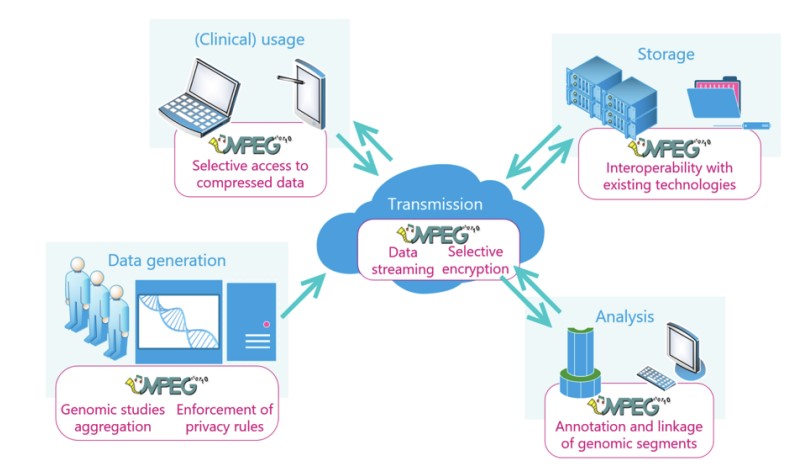 (Clinical) usage
MPEG
Selective access to
compressed data
Storage
MPEG
Interoperability with
existing technologies
Transmission
MPEG
Data
streaming
Selective
encryption
Data generation
MPEG
Genomic studies
aggregation
Enforcement of
privacy rules
Analysis
MPEG
Annotation and linkage
of genomic segments